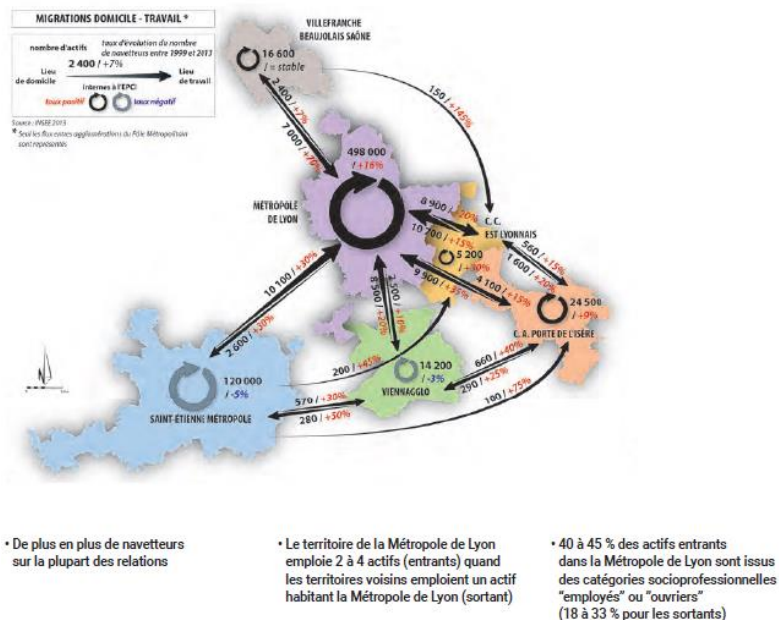 MIGRATIONS DOMICILE - TRAVAIL *
nombre d'actifs
taux d'évolution du nombre
de navetteurs entre 1999 et 2013
2 400 / +7%
Lieu
de domicile
Lieu
de travail
internes à l'EPCI
taux positif
taux négatif
Source : INSEE 2013
* Seul les flux entres agglomérations du Pôle Métropolitain
sont représentés
VILLEFRANCHE
BEAUJOLAIS SAÔNE
16 600
/ = stable
2 400 / +7%
7 000 / +70%
150 / +145%
498 000
/ +16%
MÉTROPOLE
DE LYON
8 900 / +20%
10 700 / +15%
C. C.
EST LYONNAIS
5 200
/ +30%
560 / +15%
1 600 / +20%
4 100 / +15%
9 900 / +35%
24 500
/ +9%
C. A. PORTE DE L'ISÈRE
10 100 / +30%
2 600 / +30%
2 500 / +10%
8 500 / +20%
14 200
/ -3%
VIENNAGGLO
120 000
/ -5%
SAINT-ÉTIENNE MÉTROPOLE
200 / +45%
570 / +30%
280 / +50%
660 / +40%
290 / +25%
100 / +75%
• De plus en plus de navetteurs
sur la plupart des relations
• Le territoire de la Métropole de Lyon
emploie 2 à 4 actifs (entrants) quand
les territoires voisins emploient un actif
habitant la Métropole de Lyon (sortant)
• 40 à 45 % des actifs entrants
dans la Métropole de Lyon sont issus
des catégories socioprofessionnelles
"employés" ou "ouvriers"
(18 à 33 % pour les sortants)